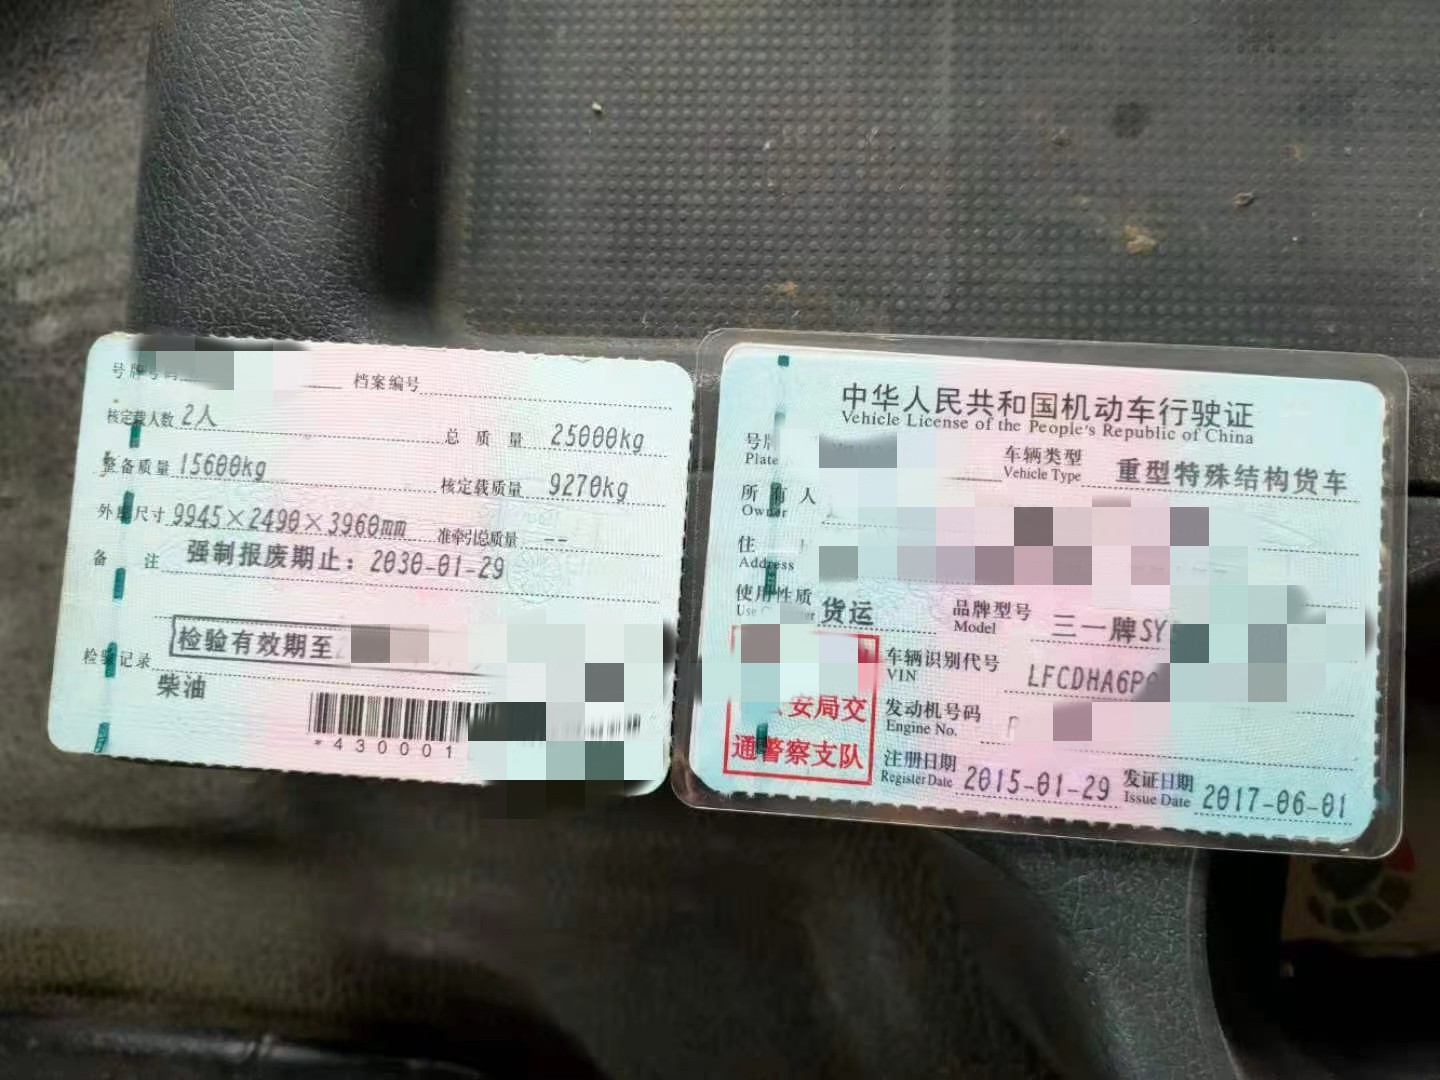 号牌号码 档案编号
核定载人数 2人
总质量 25000kg
整备质量 15600kg
核定载质量 9270kg
外廓尺寸 9945×2490×3960mm 准牵引总质量 --
备注 强制报废期止：2030-01-29
检验有效期至
检验记录
柴油
*430001
中华人民共和国机动车行驶证
Vehicle License of the People's Republic of China
号牌 车辆类型 重型特殊结构货车
Plate Vehicle Type
所有人
Owner
住
Address
使用性质 货运 品牌型号 三一牌SY
Use Model
车辆识别代号 LFCDHA6P
VIN
安局交
通警察支队
发动机号码
Engine No.
注册日期 2015-01-29 发证日期 2017-06-01
Register Date Issue Date